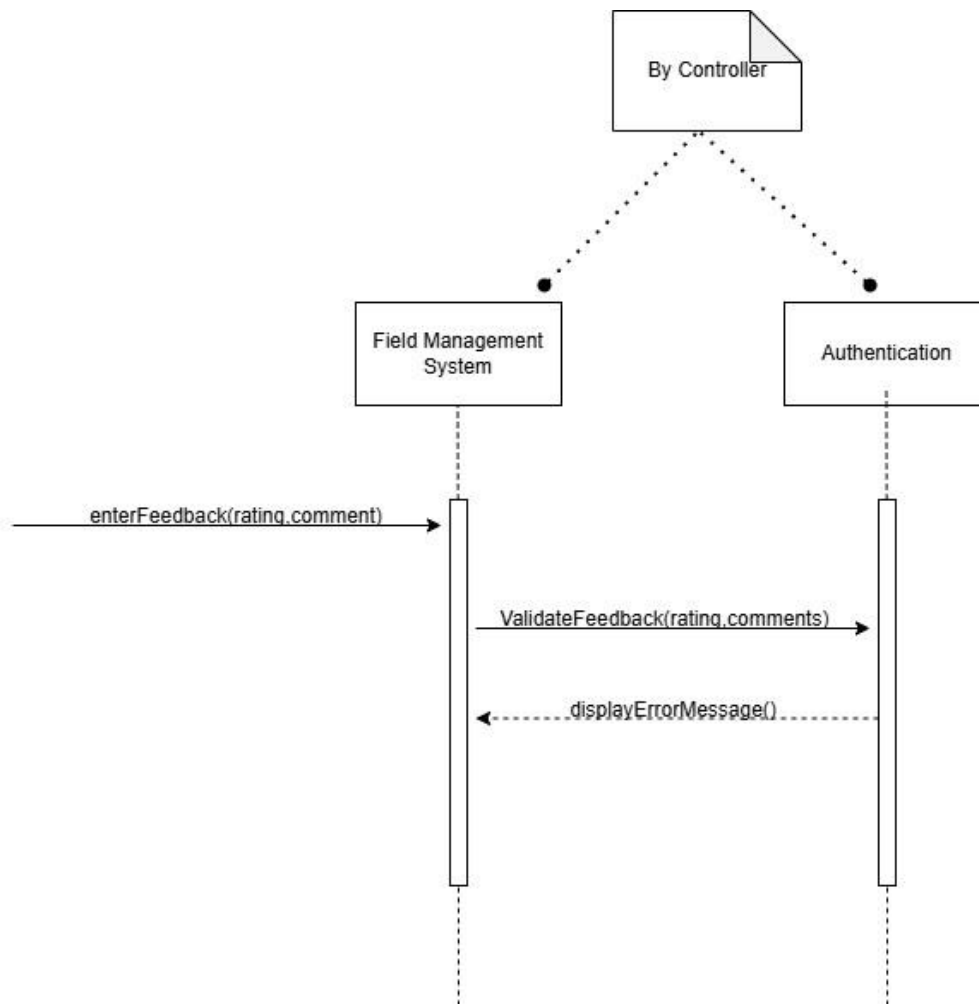 By Controller
Field Management
System
Authentication
enterFeedback(rating,comment)
ValidateFeedback(rating,comments)
displayErrorMessage()